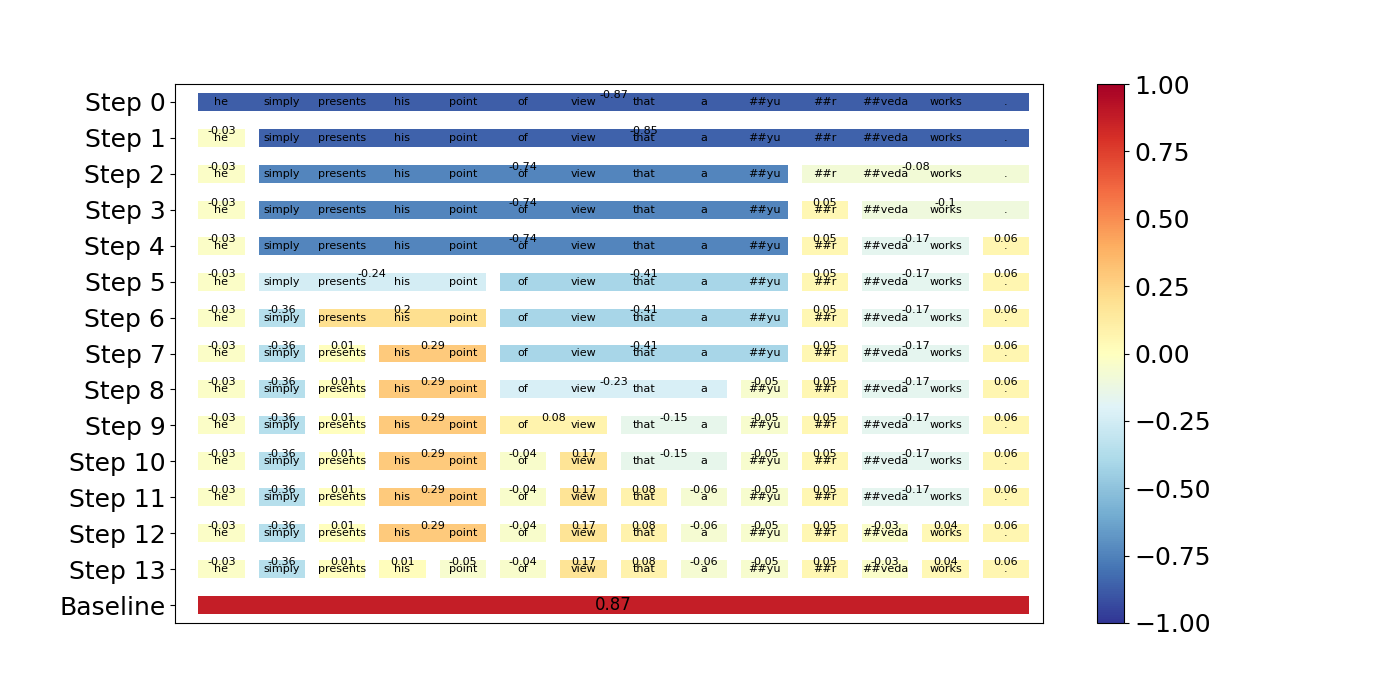 1.00
-0.87
Step 0 he simply presents his point of view that a ##yu ##r ##veda works .
-0.03 -0.85
Step 1 he simply presents his point of view that a ##yu ##r ##veda works .
0.75
-0.03 -0.74 -0.08
Step 2 he simply presents his point of view that a ##yu ##r ##veda works .
-0.03 -0.74 0.05 -0.1
Step 3 he simply presents his point of view that a ##yu ##r ##veda works .
0.50
-0.03 -0.74 0.05 -0.17 0.06
Step 4 he simply presents his point of view that a ##yu ##r ##veda works .
-0.03 -0.24 -0.41 0.05 -0.17 0.06
Step 5 he simply presents his point of view that a ##yu ##r ##veda works .
0.25
-0.03 -0.36 0.2 -0.41 0.05 -0.17 0.06
Step 6 he simply presents his point of view that a ##yu ##r ##veda works .
-0.03 -0.36 0.01 0.29 -0.41 0.05 -0.17 0.06
Step 7 he simply presents his point of view that a ##yu ##r ##veda works .
0.00
-0.03 -0.36 0.01 0.29 -0.23 -0.05 0.05 -0.17 0.06
Step 8 he simply presents his point of view that a ##yu ##r ##veda works .
-0.03 -0.36 0.01 0.29 0.08 -0.15 -0.05 0.05 -0.17 0.06
Step 9 he simply presents his point of view that a ##yu ##r ##veda works .
−0.25
-0.03 -0.36 0.01 0.29 -0.04 0.17 -0.15 -0.05 0.05 -0.17 0.06
Step 10 he simply presents his point of view that a ##yu ##r ##veda works .
-0.03 -0.36 0.01 0.29 -0.04 0.17 0.08 -0.06 -0.05 0.05 -0.17 0.06
Step 11 he simply presents his point of view that a ##yu ##r ##veda works .
−0.50
-0.03 -0.36 0.01 0.29 -0.04 0.17 0.08 -0.06 -0.05 0.05 -0.03 0.04 0.06
Step 12 he simply presents his point of view that a ##yu ##r ##veda works .
−0.75
-0.03 -0.36 0.01 0.01 -0.05 -0.04 0.17 0.08 -0.06 -0.05 0.05 -0.03 0.04 0.06
Step 13 he simply presents his point of view that a ##yu ##r ##veda works .
Baseline 0.87
−1.00